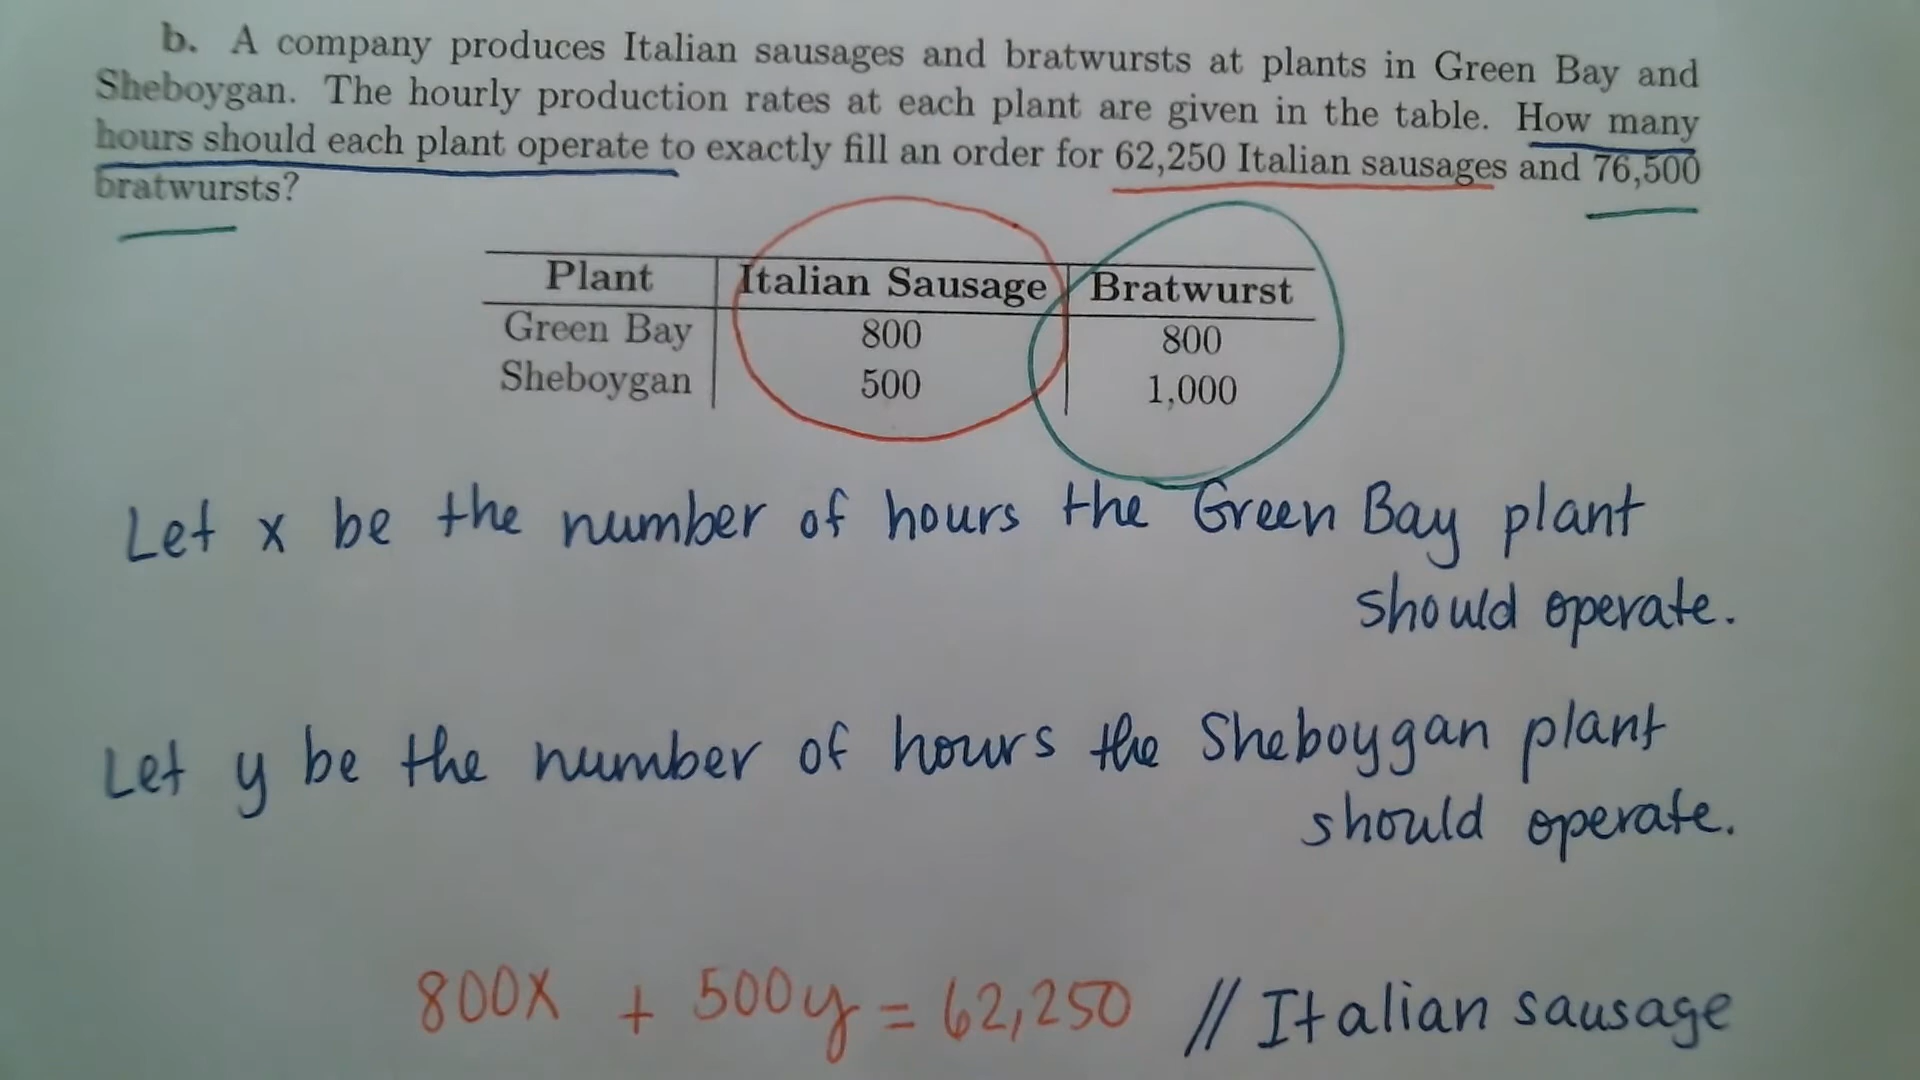 b. A company produces Italian sausages and bratwursts at plants in Green Bay and
Sheboygan. The hourly production rates at each plant are given in the table. How many
hours should each plant operate to exactly fill an order for 62,250 Italian sausages and 76,500
bratwursts?
Plant Italian Sausage Bratwurst
Green Bay 800 800
Sheboygan 500 1,000
Let x be the number of hours the Green Bay plant
should operate.
Let y be the number of hours the Sheboygan plant
should operate.
800x + 500y = 62,250 // Italian sausage